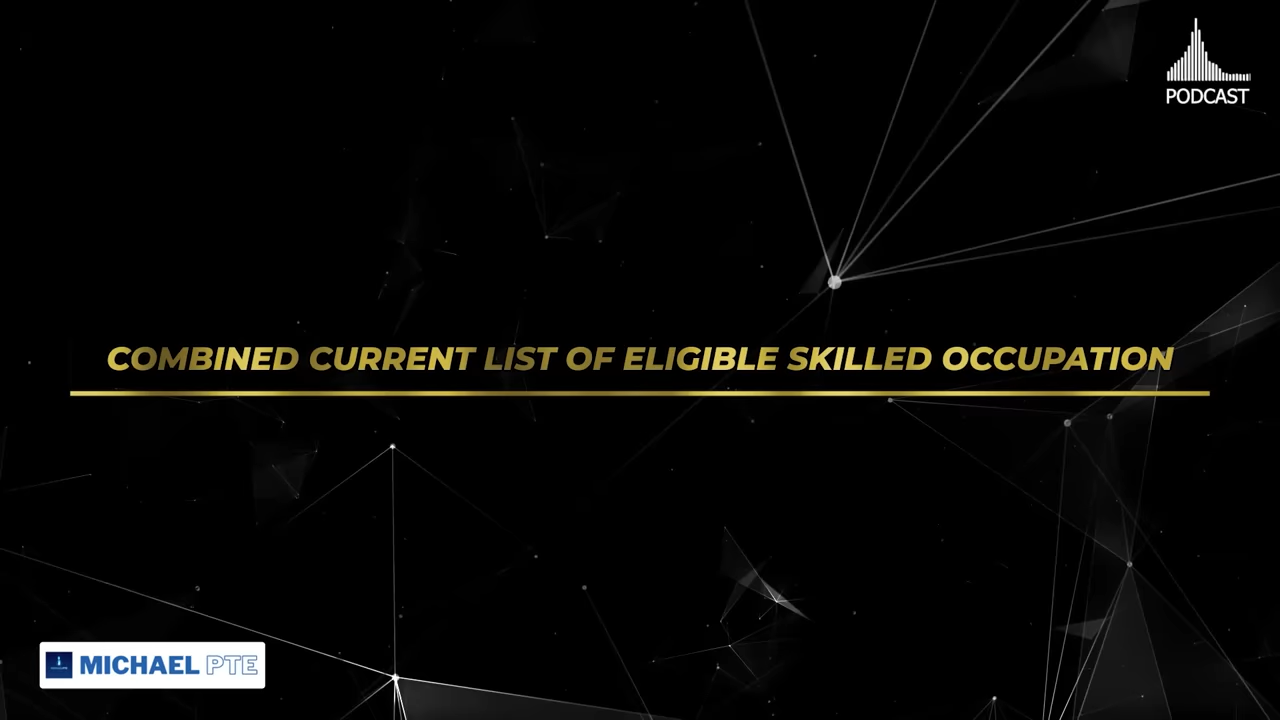 PODCAST
COMBINED CURRENT LIST OF ELIGIBLE SKILLED OCCUPATION
MICHAEL PTE